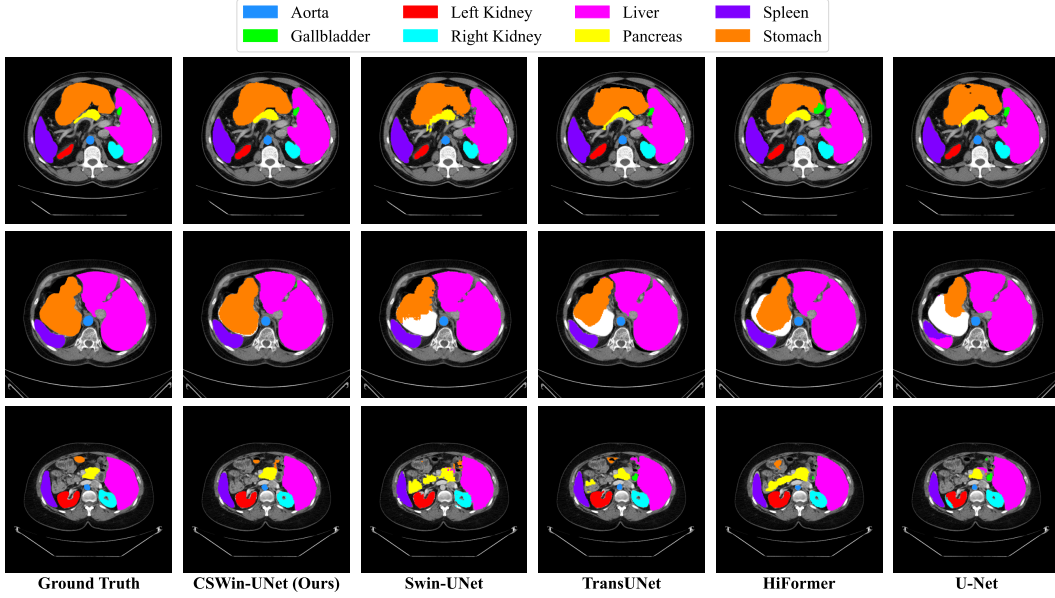 Aorta Left Kidney Liver Spleen
Gallbladder Right Kidney Pancreas Stomach
Ground Truth CSWin-UNet (Ours) Swin-UNet TransUNet HiFormer U-Net